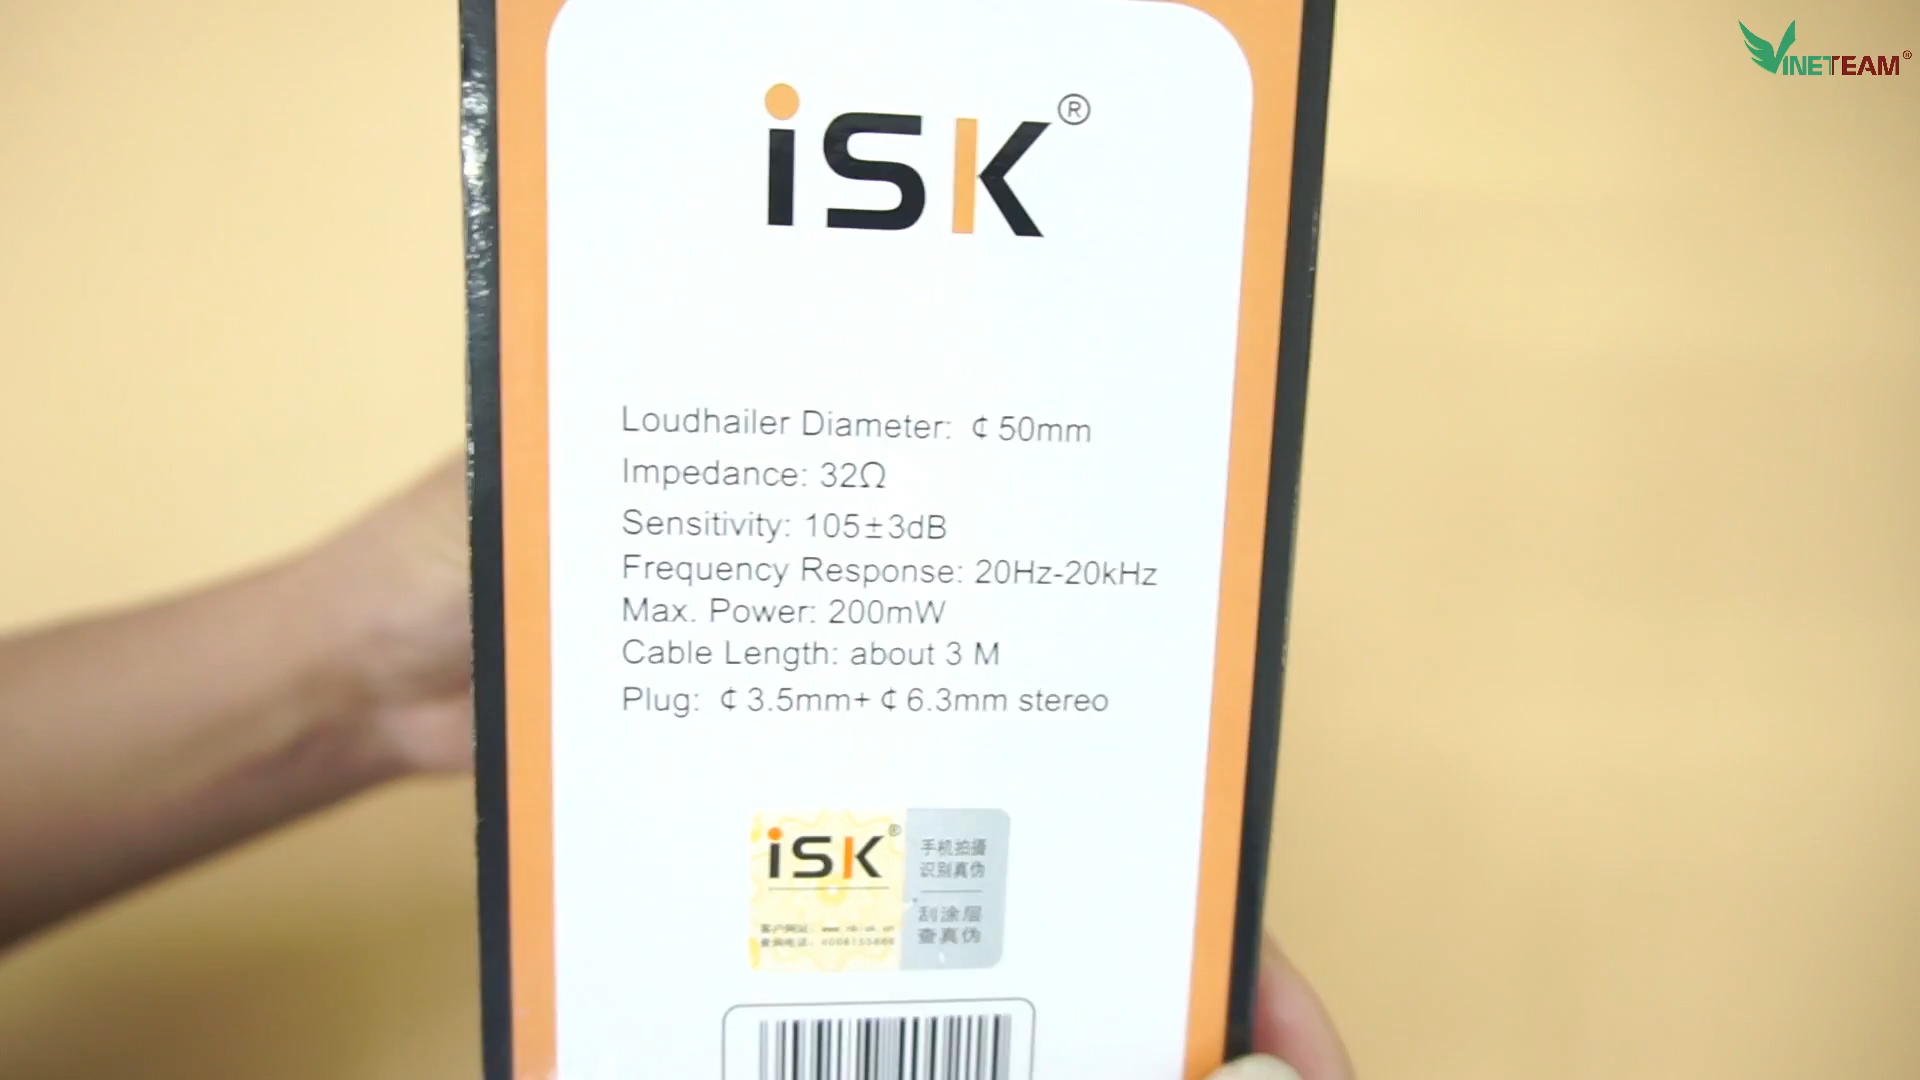 VINETEAM®
iSK®
Loudhailer Diameter: ¢ 50mm
Impedance: 32Ω
Sensitivity: 105±3dB
Frequency Response: 20Hz-20kHz
Max. Power: 200mW
Cable Length: about 3 M
Plug: ¢ 3.5mm+ ¢ 6.3mm stereo
iSK®
手机拍摄
识别真伪
刮涂层
查真伪